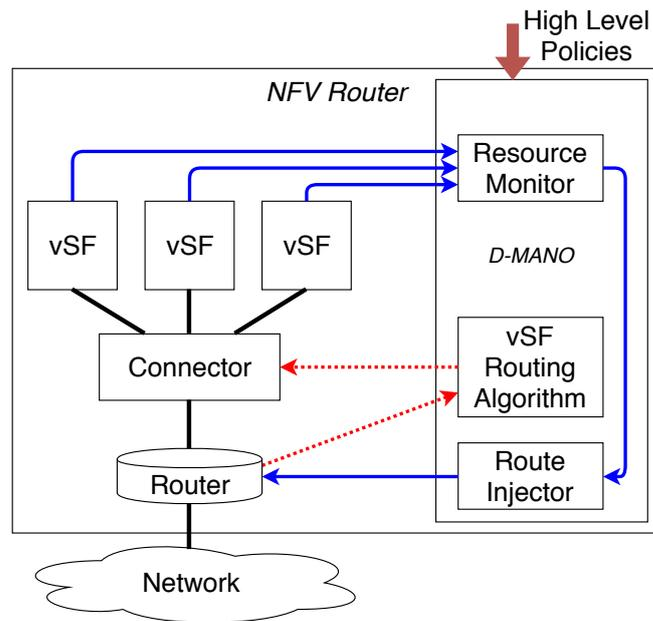 High Level
Policies
NFV Router
Resource
Monitor
vSF
vSF
vSF
D-MANO
vSF
Routing
Algorithm
Connector
Route
Injector
Router
Network